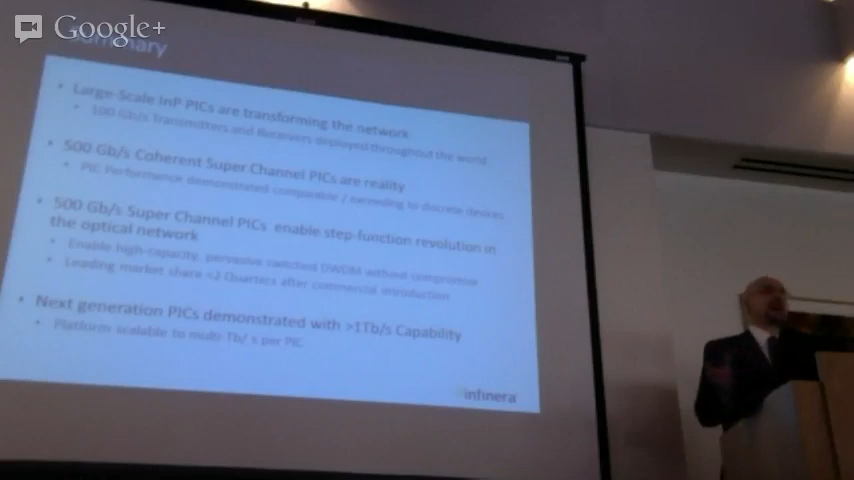 Google+
Summary
• Large-Scale InP PICs are transforming the network
• 100 Gb/s Transmitters and Receivers deployed throughout the world
• 500 Gb/s Coherent Super Channel PICs are reality
• PIC Performance demonstrated comparable / exceeding to discrete devices
• 500 Gb/s Super Channel PICs enable step-function revolution in
the optical network
• Enable high-capacity, pervasive switched DWDM without compromise
• Leading market share <2 Quarters after commercial introduction
• Next generation PICs demonstrated with >1Tb/s Capability
• Platform scalable to multi Tb/ s per PIC
infinera